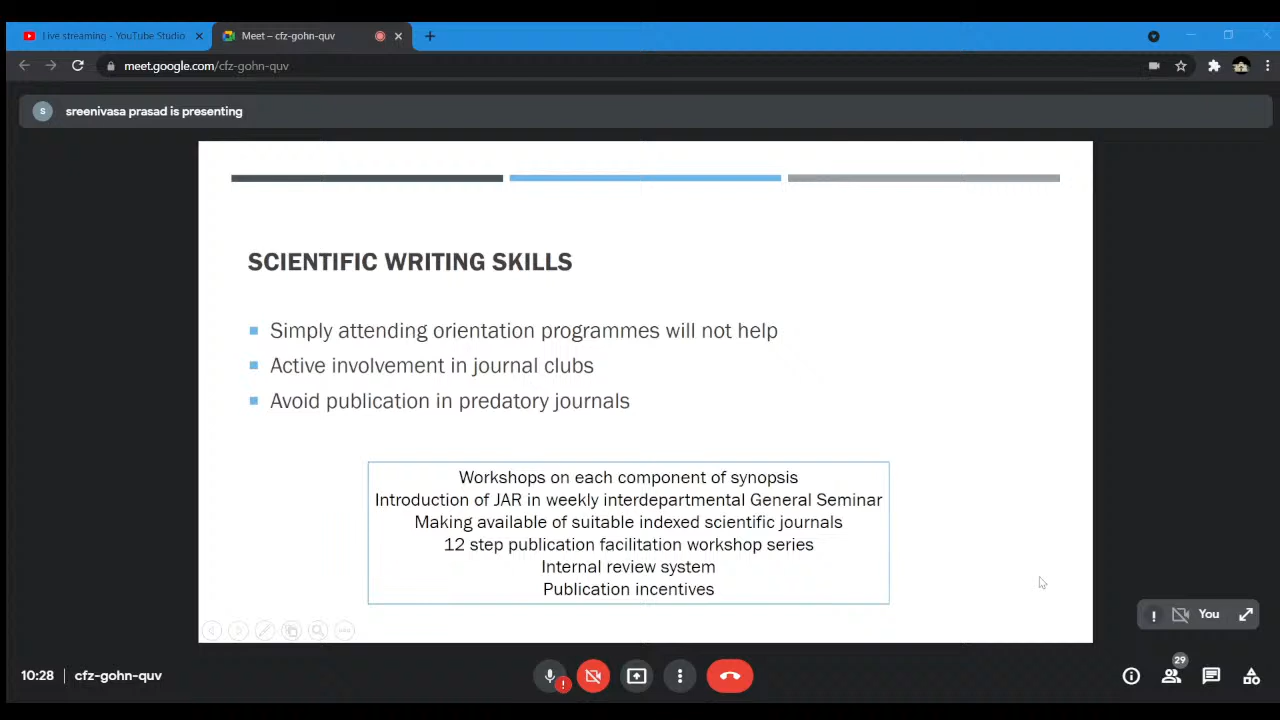 Live streaming - YouTube Studio
Meet – cfz-gohn-quv
meet.google.com/cfz-gohn-quv
s
sreenivasa prasad is presenting
SCIENTIFIC WRITING SKILLS
Simply attending orientation programmes will not help
Active involvement in journal clubs
Avoid publication in predatory journals
Workshops on each component of synopsis
Introduction of JAR in weekly interdepartmental General Seminar
Making available of suitable indexed scientific journals
12 step publication facilitation workshop series
Internal review system
Publication incentives
You
29
10:28 | cfz-gohn-quv